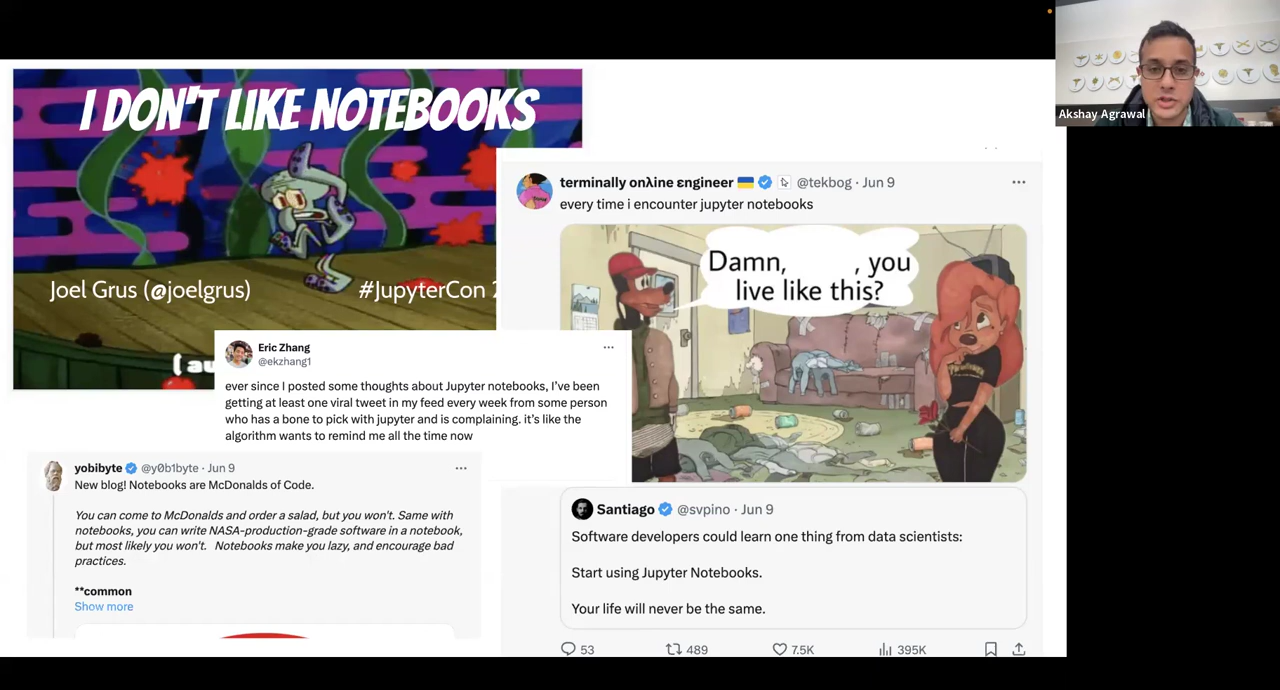 I DON'T LIKE NOTEBOOKS
Joel Grus (@joelgrus)
#JupyterCon
(au
terminally onλine εngineer 🇺🇦 @tekbog · Jun 9
every time i encounter jupyter notebooks
Damn, , you
live like this?
Eric Zhang
@ekzhang1
ever since I posted some thoughts about Jupyter notebooks, I've been
getting at least one viral tweet in my feed every week from some person
who has a bone to pick with jupyter and is complaining. it's like the
algorithm wants to remind me all the time now
yobibyte @y0b1byte · Jun 9
New blog! Notebooks are McDonalds of Code.
You can come to McDonalds and order a salad, but you won't. Same with
notebooks, you can write NASA-production-grade software in a notebook,
but most likely you won't. Notebooks make you lazy, and encourage bad
practices.
**common
Show more
Santiago @svpino · Jun 9
Software developers could learn one thing from data scientists:
Start using Jupyter Notebooks.
Your life will never be the same.
53 489 7.5K 395K
Akshay Agrawal